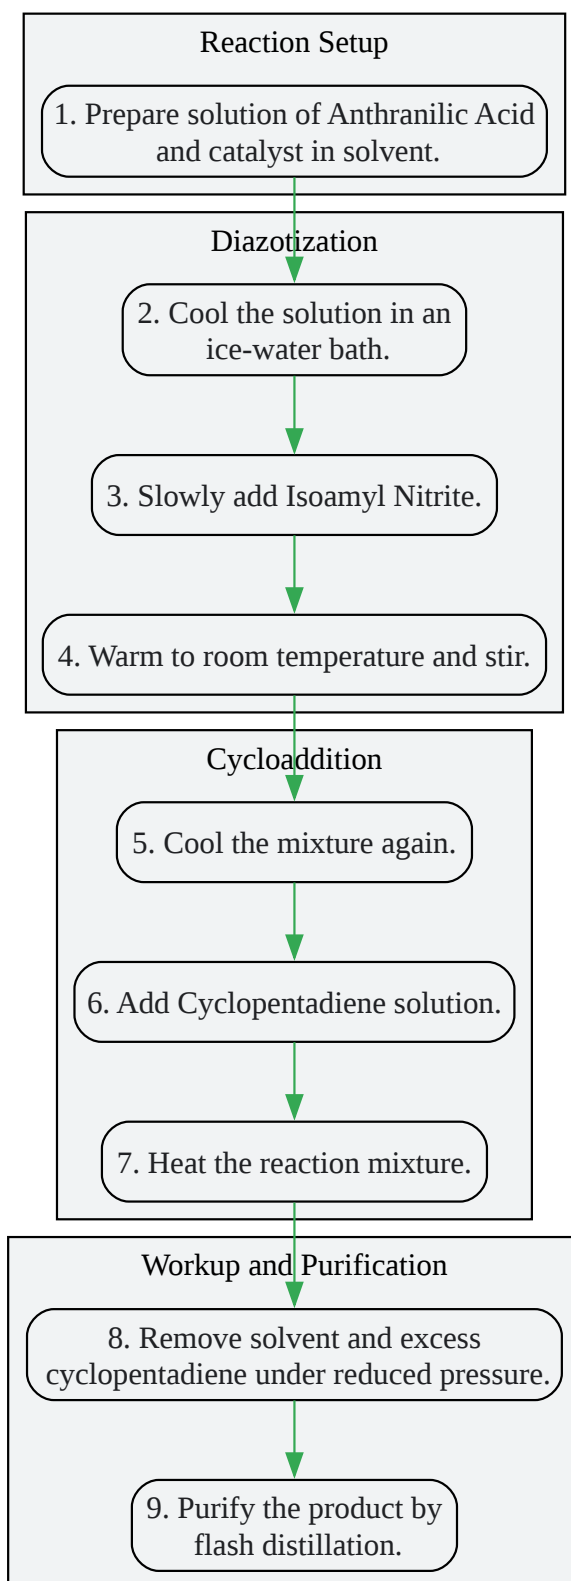 Reaction Setup
1. Prepare solution of Anthranilic Acid
and catalyst in solvent.
Diazotization
2. Cool the solution in an
ice-water bath.
3. Slowly add Isoamyl Nitrite.
4. Warm to room temperature and stir.
Cycloaddition
5. Cool the mixture again.
6. Add Cyclopentadiene solution.
7. Heat the reaction mixture.
Workup and Purification
8. Remove solvent and excess
cyclopentadiene under reduced pressure.
9. Purify the product by
flash distillation.